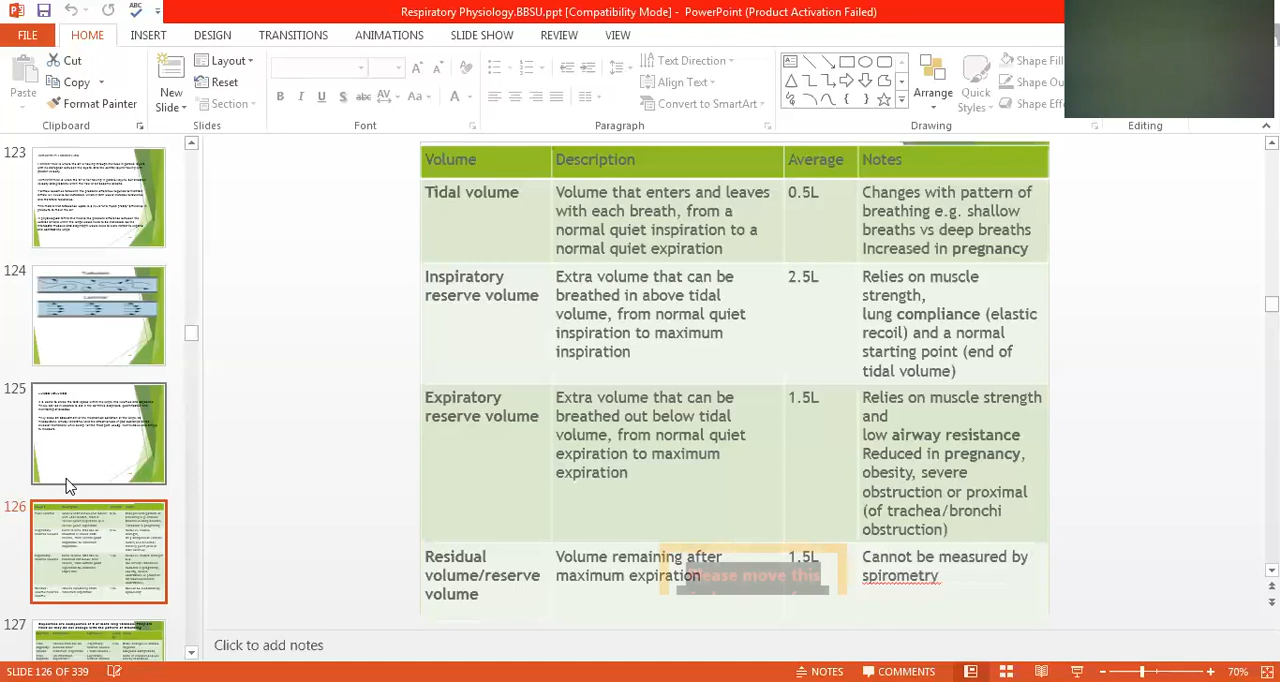 Respiratory Physiology.BBSU.ppt [Compatibility Mode] - PowerPoint (Product Activation Failed)
FILE HOME INSERT DESIGN TRANSITIONS ANIMATIONS SLIDE SHOW REVIEW VIEW
Paste
Cut
Copy
Format Painter
Clipboard
New
Slide
Layout
Reset
Section
Slides
B I U S abc AV Aa A
Font
Text Direction
Align Text
Convert to SmartArt
Paragraph
Arrange
Quick
Styles
Shape Fill
Shape Ou
Shape Effe
Drawing
Editing
123
124
125
126
127
Volume Description Average Notes
Tidal volume
Volume that enters and leaves
with each breath, from a
normal quiet inspiration to a
normal quiet expiration
0.5L
Changes with pattern of
breathing e.g. shallow
breaths vs deep breaths
Increased in pregnancy
Inspiratory
reserve volume
Extra volume that can be
breathed in above tidal
volume, from normal quiet
inspiration to maximum
inspiration
2.5L
Relies on muscle
strength,
lung compliance (elastic
recoil) and a normal
starting point (end of
tidal volume)
Expiratory
reserve volume
Extra volume that can be
breathed out below tidal
volume, from normal quiet
expiration to maximum
expiration
1.5L
Relies on muscle strength
and
low airway resistance
Reduced in pregnancy,
obesity, severe
obstruction or proximal
(of trachea/bronchi
obstruction)
Residual
volume/reserve
volume
Volume remaining after
maximum expiration
1.5L
Cannot be measured by
spirometry
Please move this
Click to add notes
SLIDE 126 OF 339
NOTES COMMENTS 70%